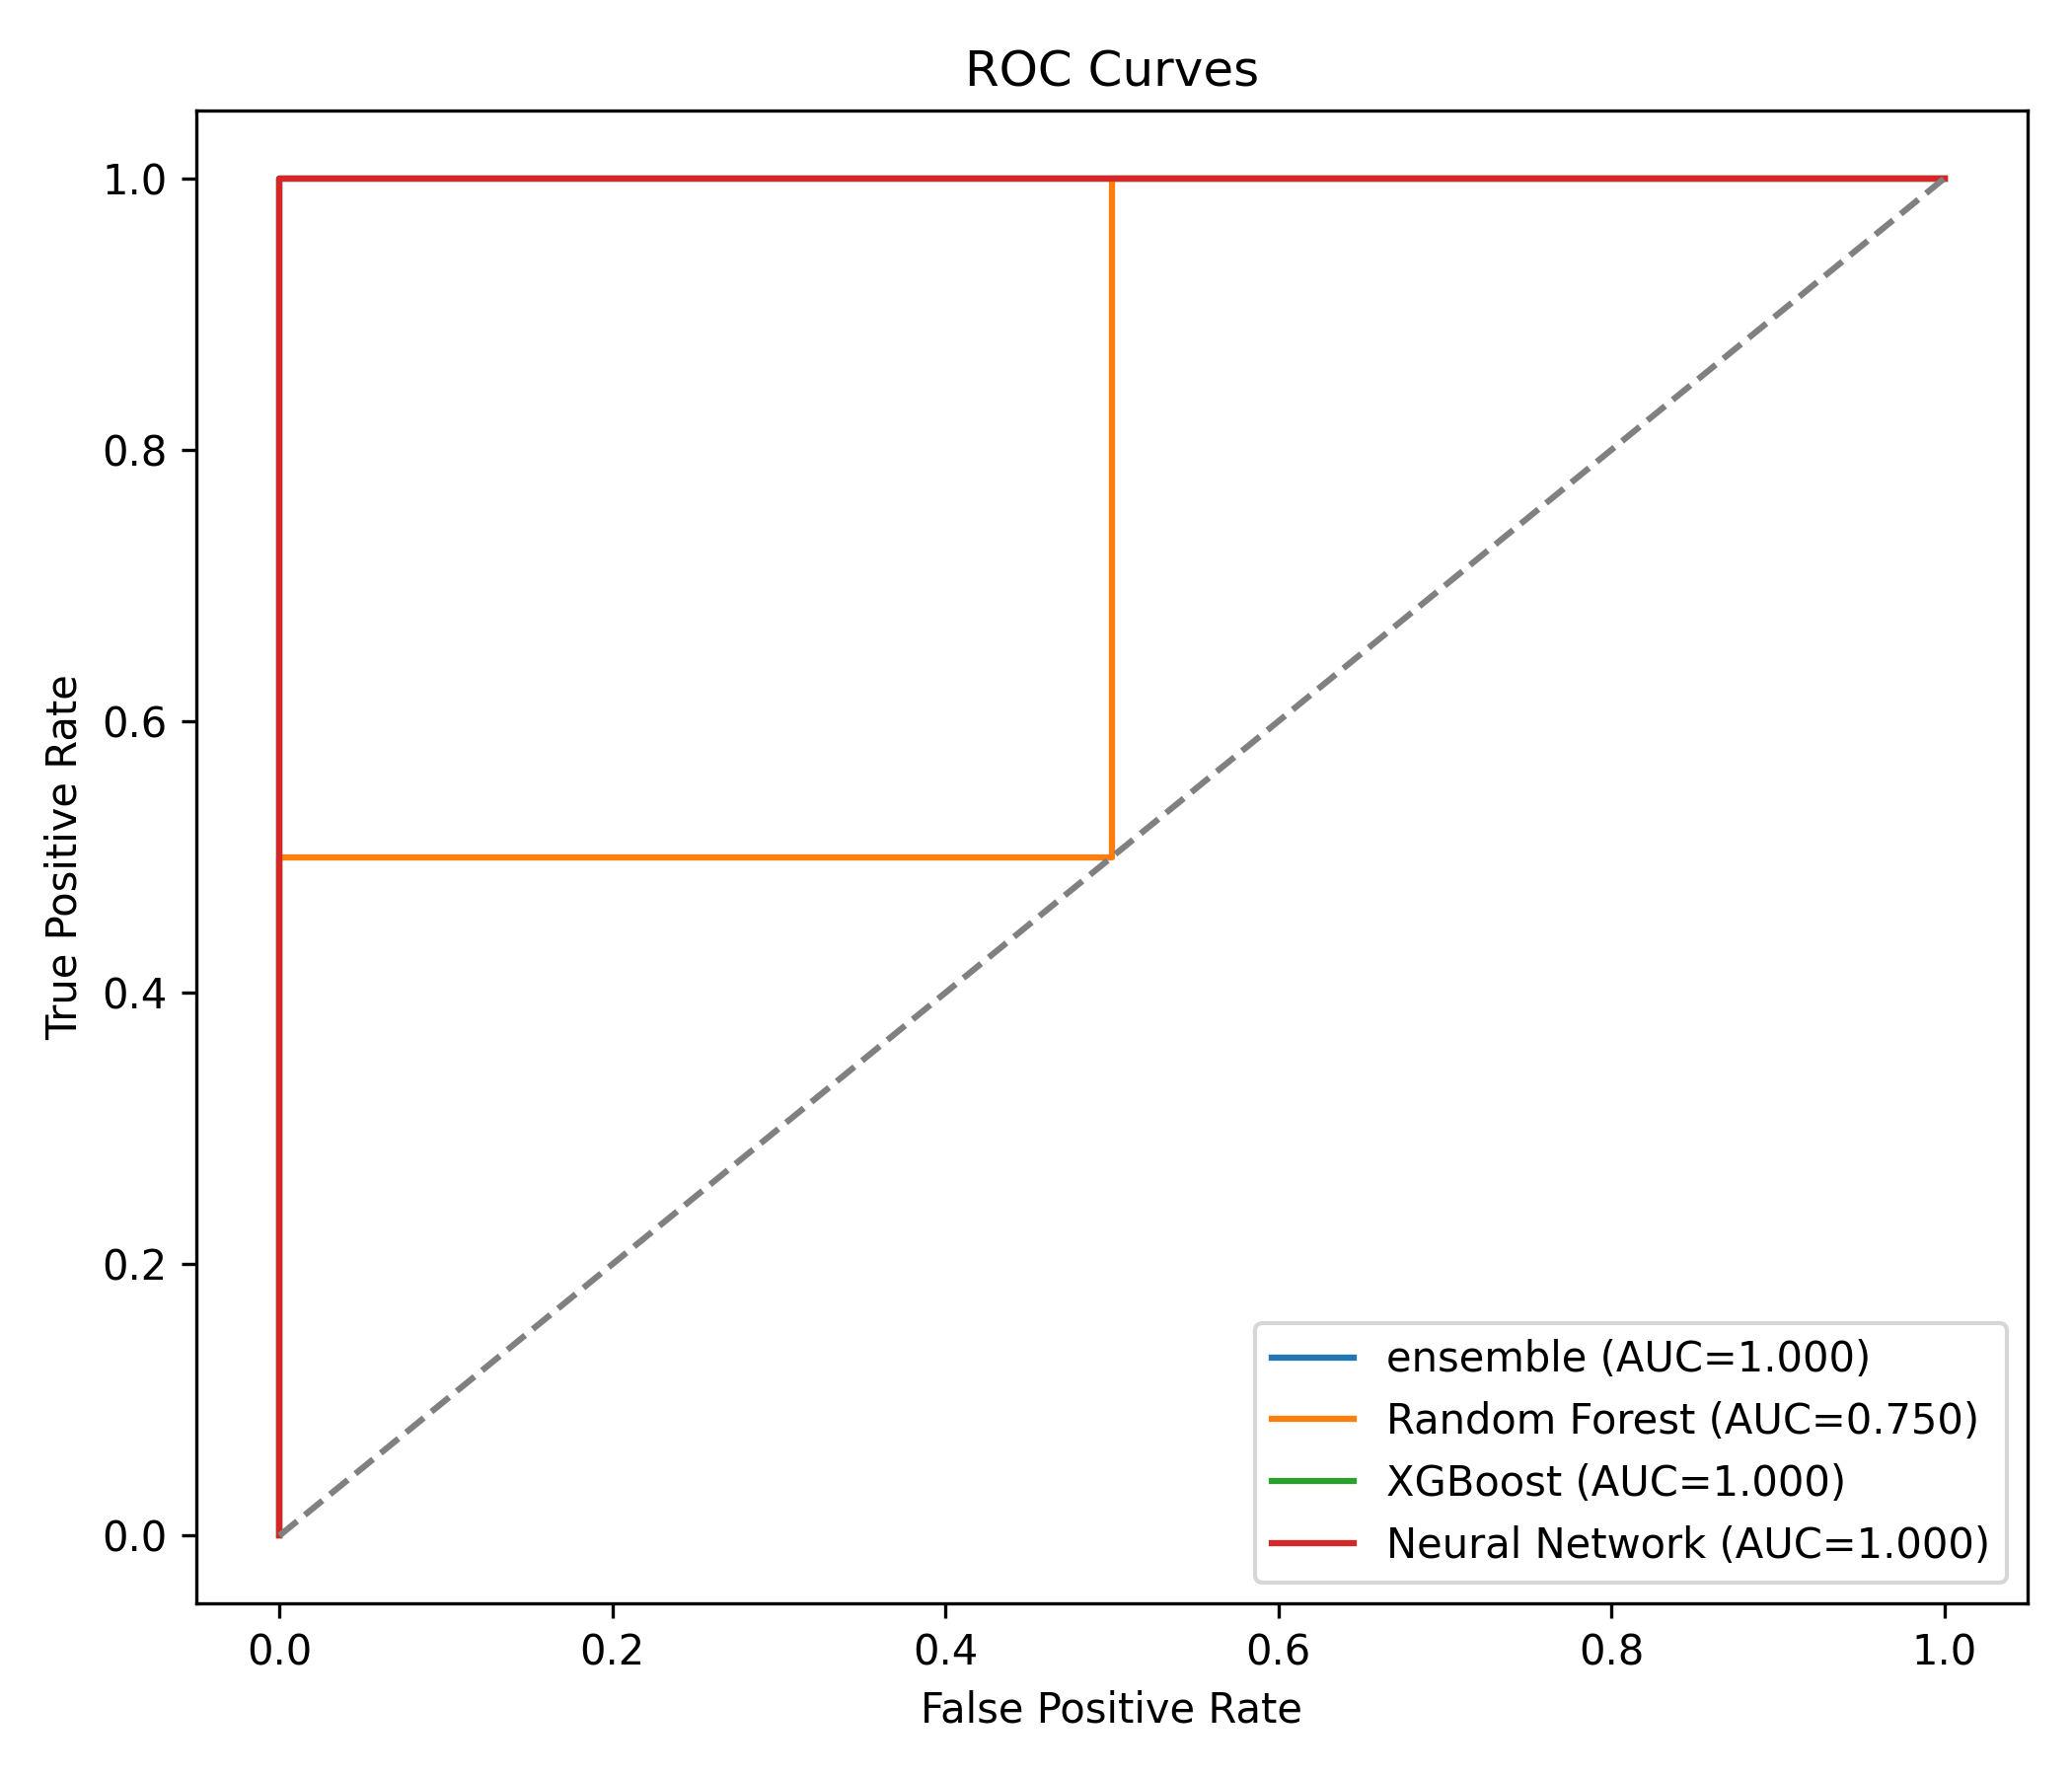 ROC Curves
1.0
0.8
0.6
0.4
0.2
0.0
True Positive Rate
ensemble (AUC=1.000)
Random Forest (AUC=0.750)
XGBoost (AUC=1.000)
Neural Network (AUC=1.000)
0.0 0.2 0.4 0.6 0.8 1.0
False Positive Rate